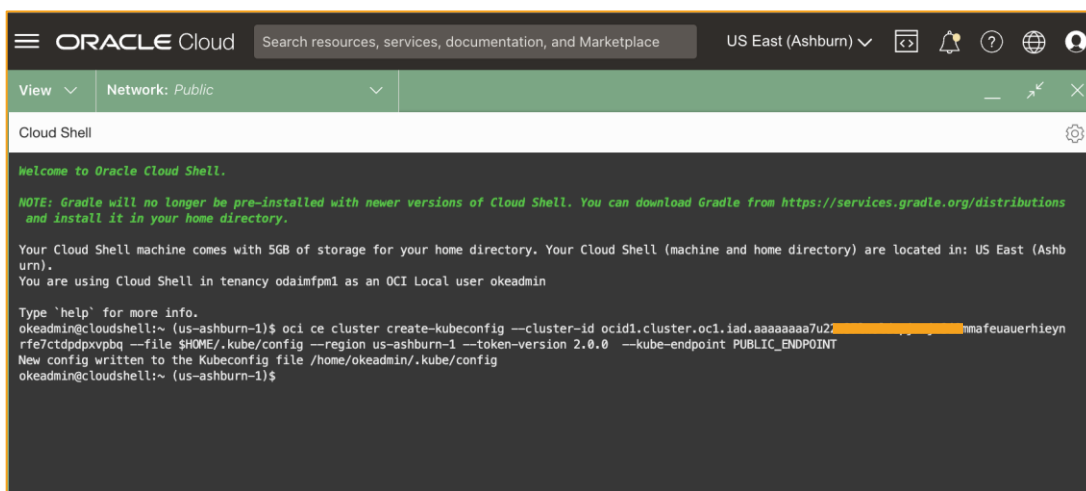 ORACLE Cloud
Search resources, services, documentation, and Marketplace
US East (Ashburn)
View
Network: Public
Cloud Shell
Welcome to Oracle Cloud Shell.
NOTE: Gradle will no longer be pre-installed with newer versions of Cloud Shell. You can download Gradle from https://services.gradle.org/distributions
and install it in your home directory.
Your Cloud Shell machine comes with 5GB of storage for your home directory. Your Cloud Shell (machine and home directory) are located in: US East (Ashb
urn).
You are using Cloud Shell in tenancy odaimfpm1 as an OCI Local user okeadmin
Type `help` for more info.
okeadmin@cloudshell:~ (us-ashburn-1)$ oci ce cluster create-kubeconfig --cluster-id ocid1.cluster.oc1.iad.aaaaaaaa7u22 mmafeuauerhieyn
rfe7ctdpdpxvpbq --file $HOME/.kube/config --region us-ashburn-1 --token-version 2.0.0  --kube-endpoint PUBLIC_ENDPOINT
New config written to the Kubeconfig file /home/okeadmin/.kube/config
okeadmin@cloudshell:~ (us-ashburn-1)$